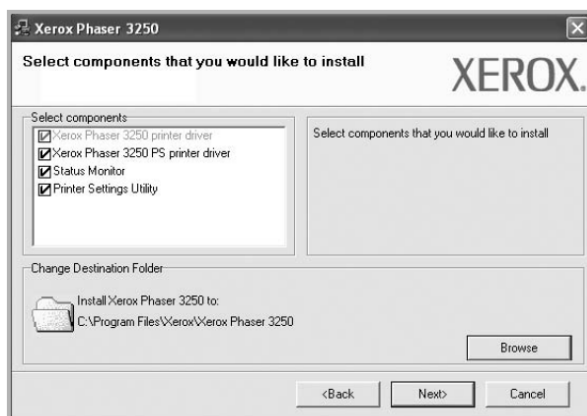 Xerox Phaser 3250
Select components that you would like to install
XEROX.
Select components
Xerox Phaser 3250 printer driver
Xerox Phaser 3250 PS printer driver
Status Monitor
Printer Settings Utility
Select components that you would like to install
Change Destination Folder
Install Xerox Phaser 3250 to:
C:\Program Files\Xerox\Xerox Phaser 3250
Browse
<Back
Next>
Cancel